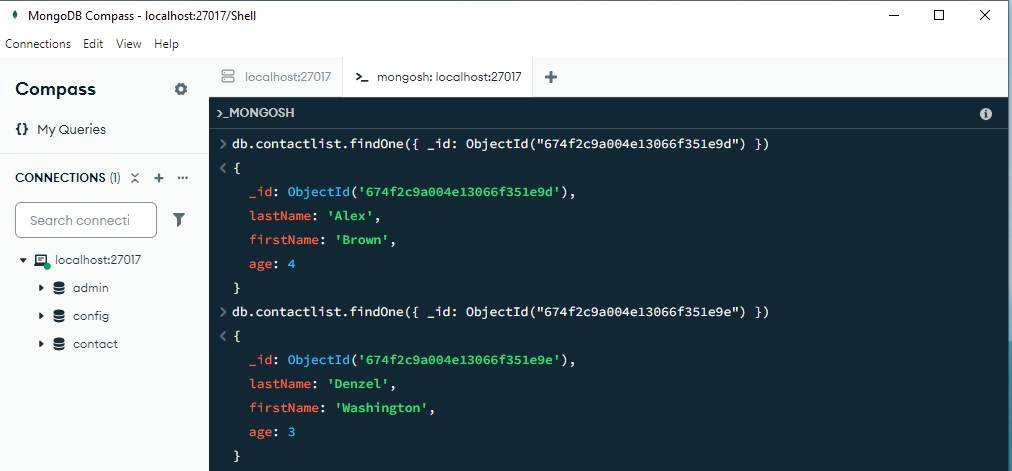 MongoDB Compass - localhost:27017/Shell
Connections Edit View Help
Compass
{} My Queries
CONNECTIONS (1)
Search connecti
localhost:27017
admin
config
contact
localhost:27017
>_ mongosh: localhost:27017
>_MONGOSH
> db.contactlist.findOne({ _id: ObjectId("674f2c9a004e13066f351e9d") })
< {
_id: ObjectId('674f2c9a004e13066f351e9d'),
lastName: 'Alex',
firstName: 'Brown',
age: 4
}
> db.contactlist.findOne({ _id: ObjectId("674f2c9a004e13066f351e9e") })
< {
_id: ObjectId('674f2c9a004e13066f351e9e'),
lastName: 'Denzel',
firstName: 'Washington',
age: 3
}